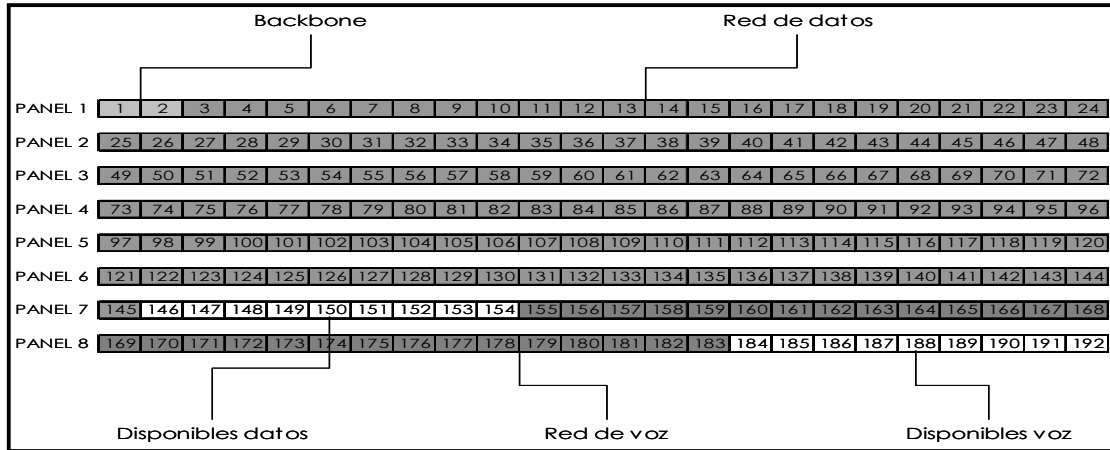 Backbone Red de datos
PANEL 1 1 2 3 4 5 6 7 8 9 10 11 12 13 14 15 16 17 18 19 20 21 22 23 24
PANEL 2 25 26 27 28 29 30 31 32 33 34 35 36 37 38 39 40 41 42 43 44 45 46 47 48
PANEL 3 49 50 51 52 53 54 55 56 57 58 59 60 61 62 63 64 65 66 67 68 69 70 71 72
PANEL 4 73 74 75 76 77 78 79 80 81 82 83 84 85 86 87 88 89 90 91 92 93 94 95 96
PANEL 5 97 98 99 100 101 102 103 104 105 106 107 108 109 110 111 112 113 114 115 116 117 118 119 120
PANEL 6 121 122 123 124 125 126 127 128 129 130 131 132 133 134 135 136 137 138 139 140 141 142 143 144
PANEL 7 145 146 147 148 149 150 151 152 153 154 155 156 157 158 159 160 161 162 163 164 165 166 167 168
PANEL 8 169 170 171 172 173 174 175 176 177 178 179 180 181 182 183 184 185 186 187 188 189 190 191 192
Disponibles datos Red de voz Disponibles voz